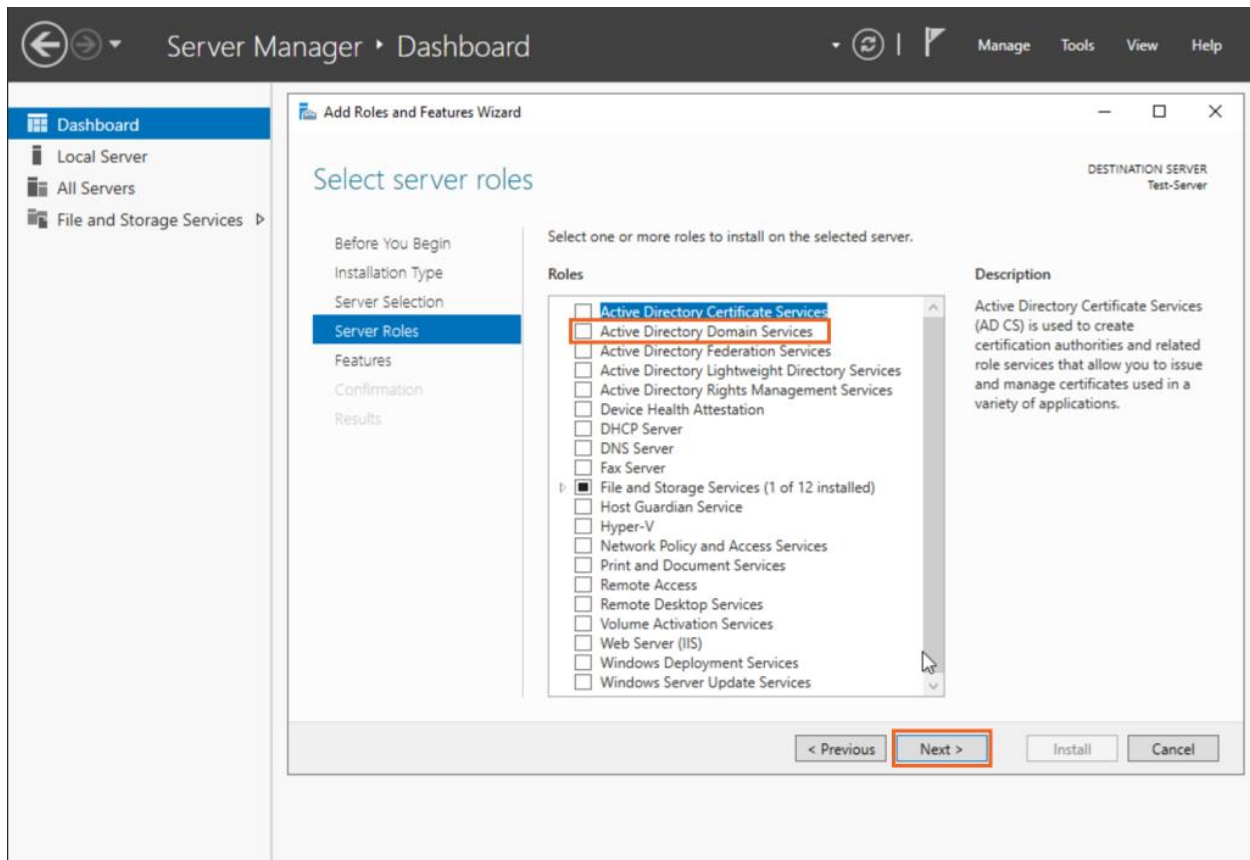 Server Manager ‣ Dashboard
Manage
Tools
View
Help
Dashboard
Local Server
All Servers
File and Storage Services
Add Roles and Features Wizard
Select server roles
DESTINATION SERVER
Test-Server
Before You Begin
Installation Type
Server Selection
Server Roles
Features
Confirmation
Results
Select one or more roles to install on the selected server.
Roles
Active Directory Certificate Services
Active Directory Domain Services
Active Directory Federation Services
Active Directory Lightweight Directory Services
Active Directory Rights Management Services
Device Health Attestation
DHCP Server
DNS Server
Fax Server
File and Storage Services (1 of 12 installed)
Host Guardian Service
Hyper-V
Network Policy and Access Services
Print and Document Services
Remote Access
Remote Desktop Services
Volume Activation Services
Web Server (IIS)
Windows Deployment Services
Windows Server Update Services
Description
Active Directory Certificate Services
(AD CS) is used to create
certification authorities and related
role services that allow you to issue
and manage certificates used in a
variety of applications.
< Previous
Next >
Install
Cancel